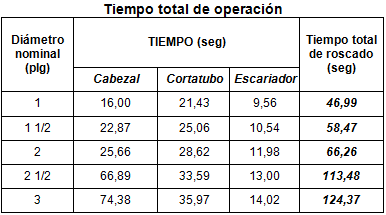 Tiempo total de operación
Diámetro nominal (plg) TIEMPO (seg) Tiempo total de roscado (seg)
Cabezal Cortatubo Escariador
1 16,00 21,43 9,56 46,99
1 1/2 22,87 25,06 10,54 58,47
2 25,66 28,62 11,98 66,26
2 1/2 66,89 33,59 13,00 113,48
3 74,38 35,97 14,02 124,37